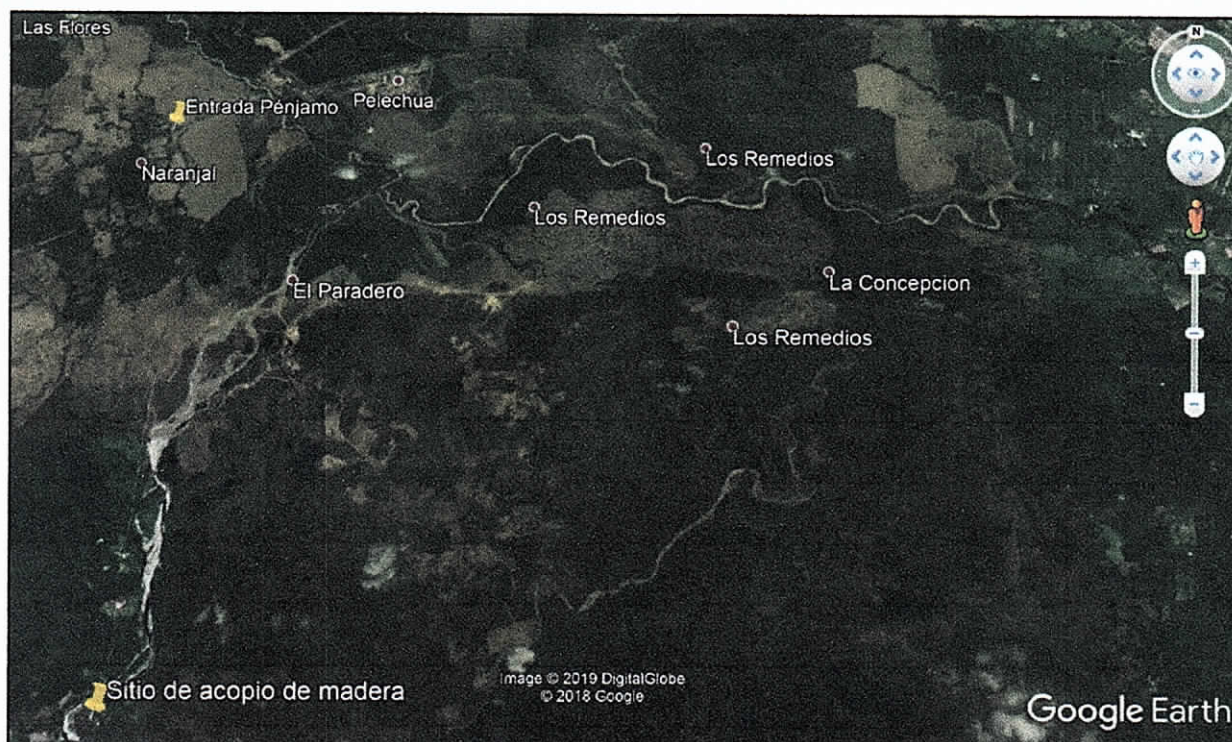 Las Flores
N
Entrada Pénjamo
Pelechua
Naranjal
Los Remedios
Los Remedios
El Paradero
La Concepcion
Los Remedios
Sitio de acopio de madera
Image © 2019 DigitalGlobe
© 2018 Google
Google Earth